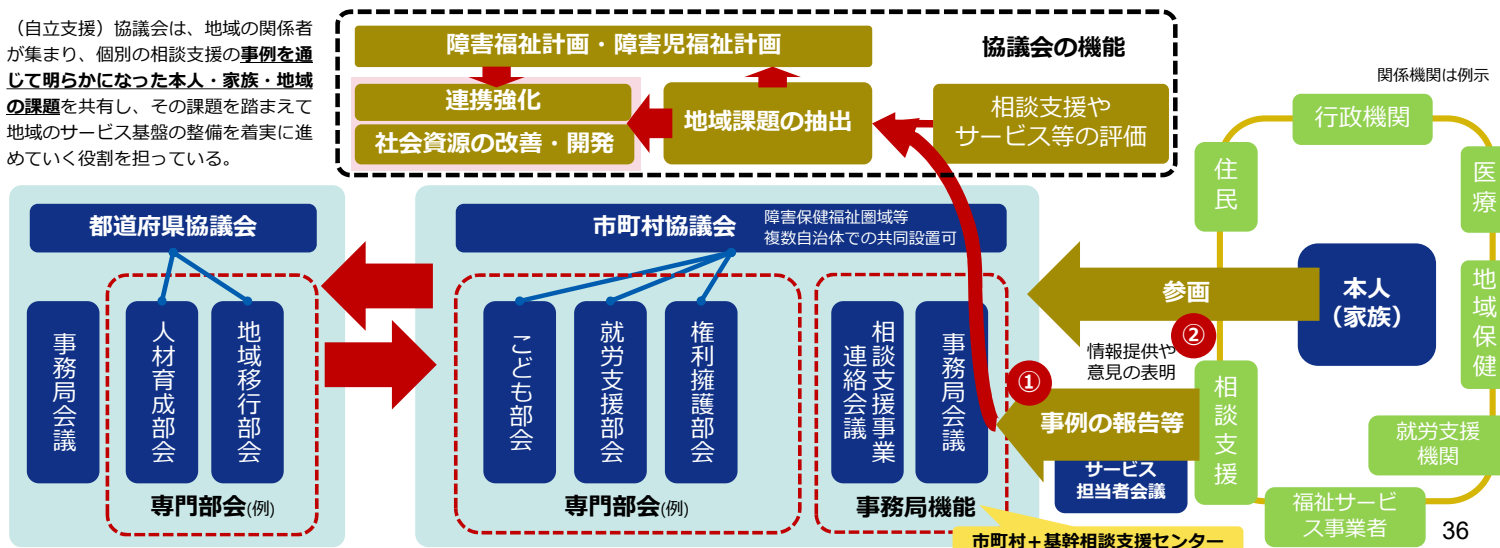 （自立支援）協議会は、地域の関係者
が集まり、個別の相談支援の事例を通
じて明らかになった本人・家族・地域
の課題を共有し、その課題を踏まえて
地域のサービス基盤の整備を着実に進
めていく役割を担っている。
障害福祉計画・障害児福祉計画
協議会の機能
連携強化
社会資源の改善・開発
地域課題の抽出
相談支援や
サービス等の評価
関係機関は例示
行政機関
住民
医療
都道府県協議会
市町村協議会
障害保健福祉圏域等
複数自治体での共同設置可
事務局会議
人材育成部会
地域移行部会
専門部会(例)
こども部会
就労支援部会
権利擁護部会
専門部会(例)
相談支援事業
連絡会議
事務局会議
事務局機能
市町村＋基幹相談支援センター
参画
本人
（家族）
②
情報提供や
意見の表明
①
事例の報告等
サービス
担当者会議
相談支援
地域保健
就労支援
機関
福祉サービ
ス事業者
36